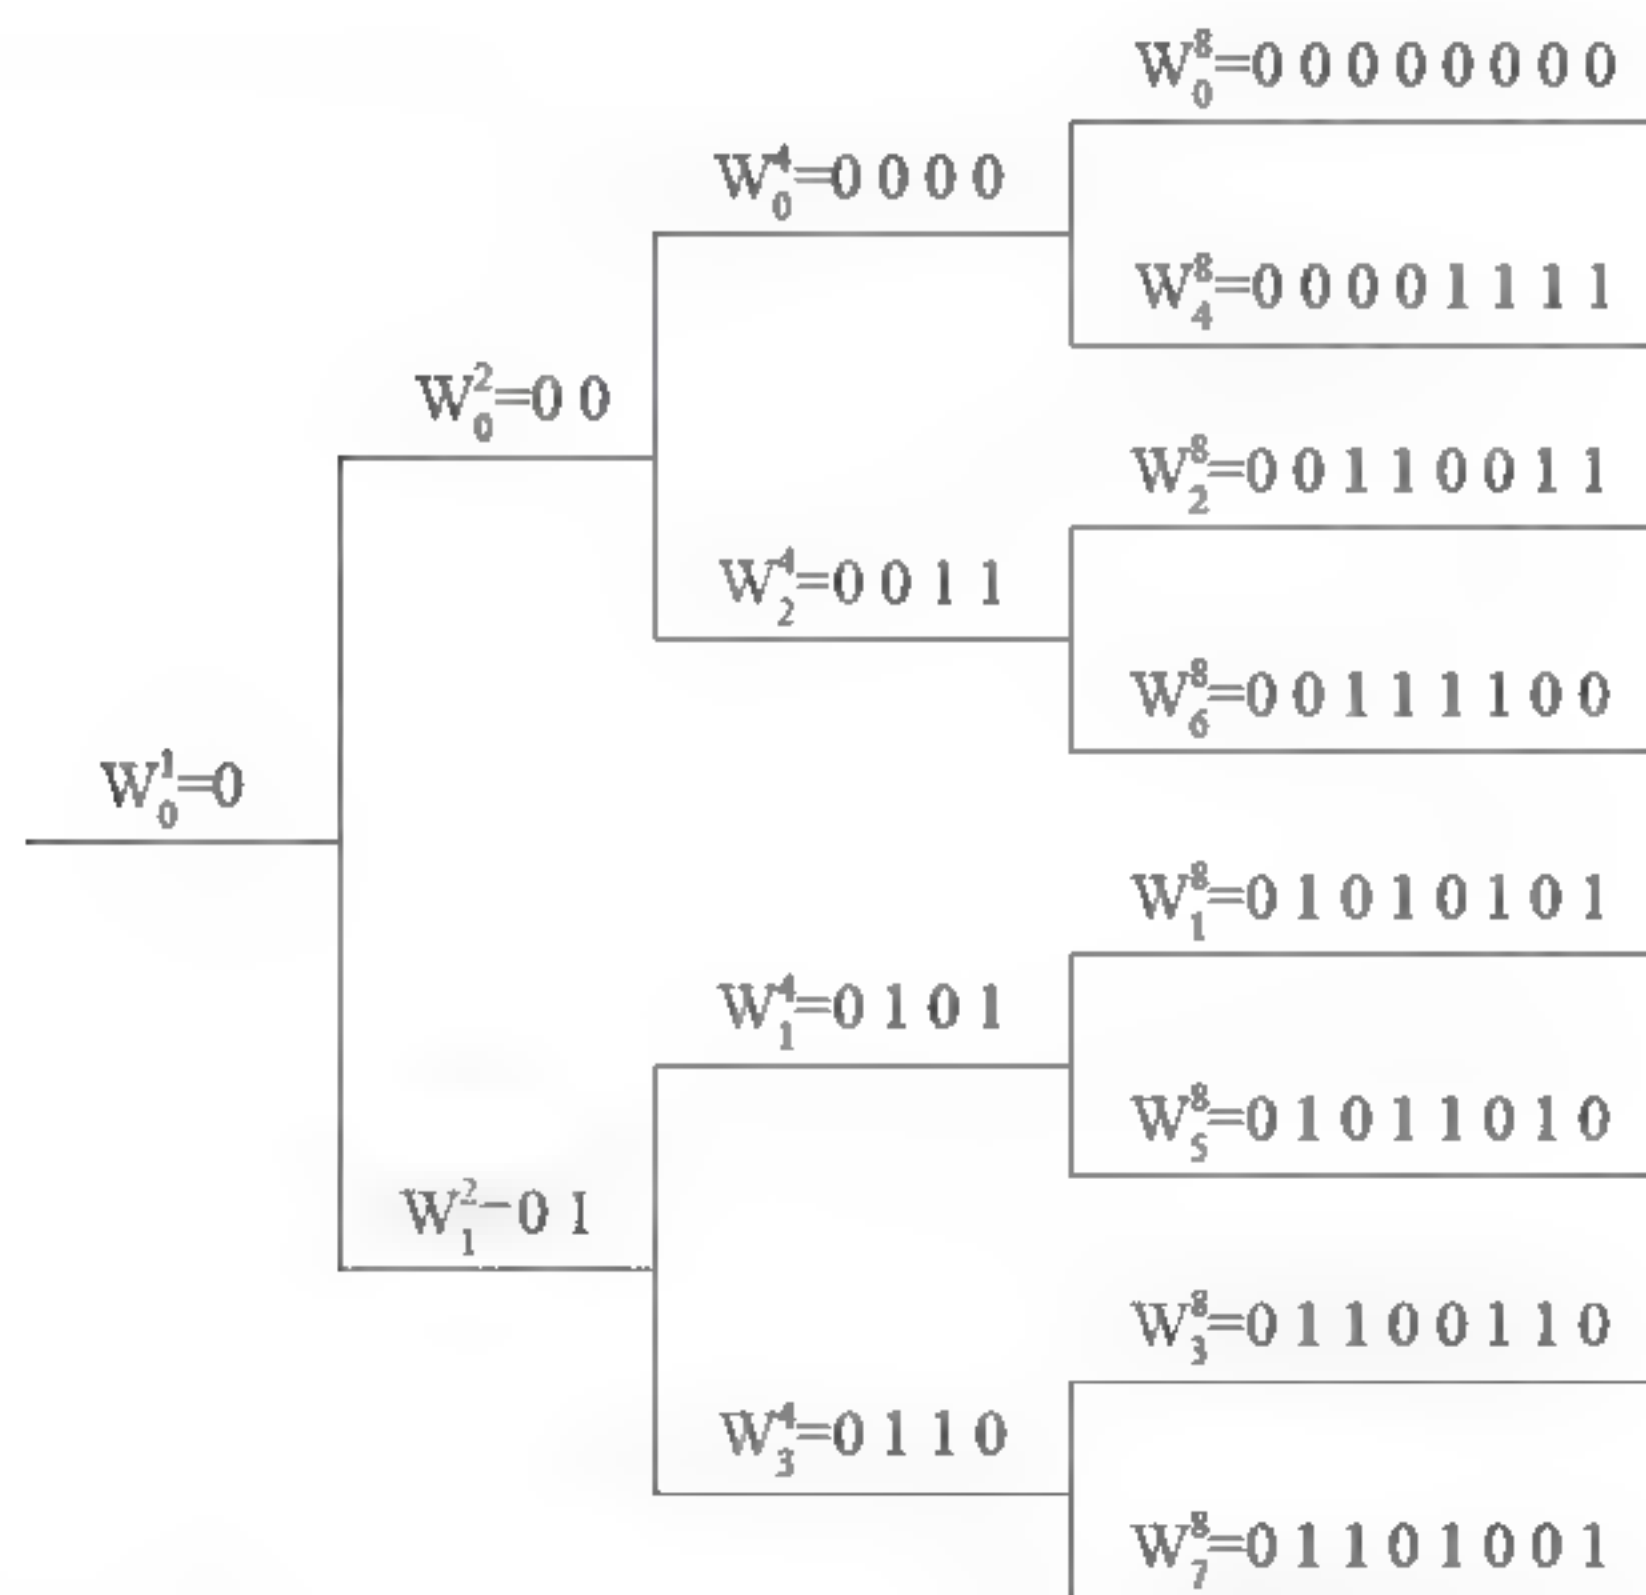 W₀⁸=0 0 0 0 0 0 0 0
W₀⁴=0 0 0 0
W₄⁸=0 0 0 0 1 1 1 1
W₀²=0 0
W₂⁸=0 0 1 1 0 0 1 1
W₂⁴=0 0 1 1
W₆⁸=0 0 1 1 1 1 0 0
W₀¹=0
W₁⁸=0 1 0 1 0 1 0 1
W₁⁴=0 1 0 1
W₅⁸=0 1 0 1 1 0 1 0
W₁²=0 1
W₃⁸=0 1 1 0 0 1 1 0
W₃⁴=0 1 1 0
W₇⁸=0 1 1 0 1 0 0 1